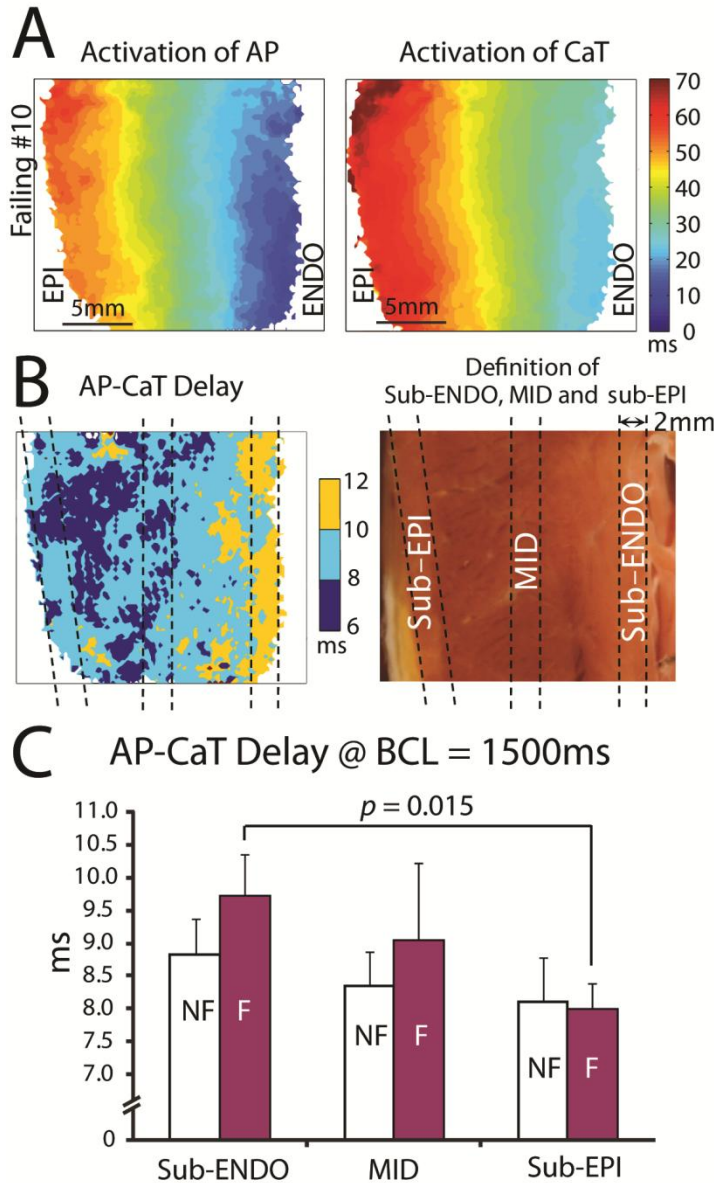 A
Activation of AP
Activation of CaT
Failing #10
EPI
ENDO
5mm
EPI
ENDO
5mm
70
60
50
40
30
20
10
0
ms
B
AP-CaT Delay
Definition of
Sub-ENDO, MID and sub-EPI
2mm
12
10
8
6
ms
Sub-EPI
MID
Sub-ENDO
C
AP-CaT Delay @ BCL = 1500ms
p = 0.015
ms
11.0
10.5
10.0
9.5
9.0
8.5
8.0
7.5
7.0
0
NF
F
NF
F
NF
F
Sub-ENDO
MID
Sub-EPI